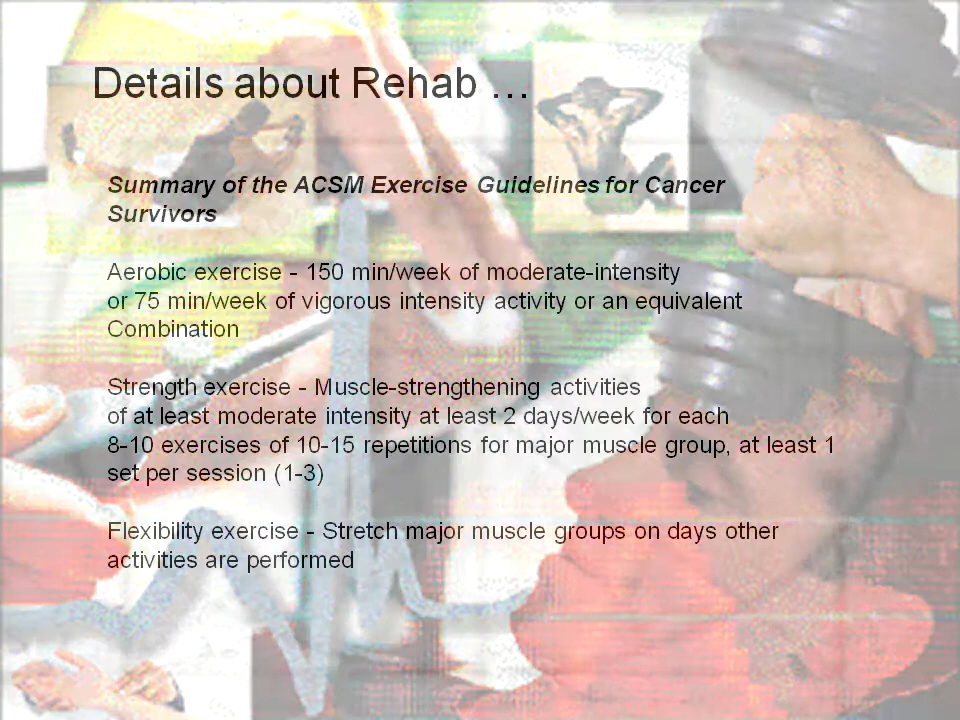 Details about Rehab …
Summary of the ACSM Exercise Guidelines for Cancer
Survivors
Aerobic exercise - 150 min/week of moderate-intensity
or 75 min/week of vigorous intensity activity or an equivalent
Combination
Strength exercise - Muscle-strengthening activities
of at least moderate intensity at least 2 days/week for each
8-10 exercises of 10-15 repetitions for major muscle group, at least 1
set per session (1-3)
Flexibility exercise - Stretch major muscle groups on days other
activities are performed